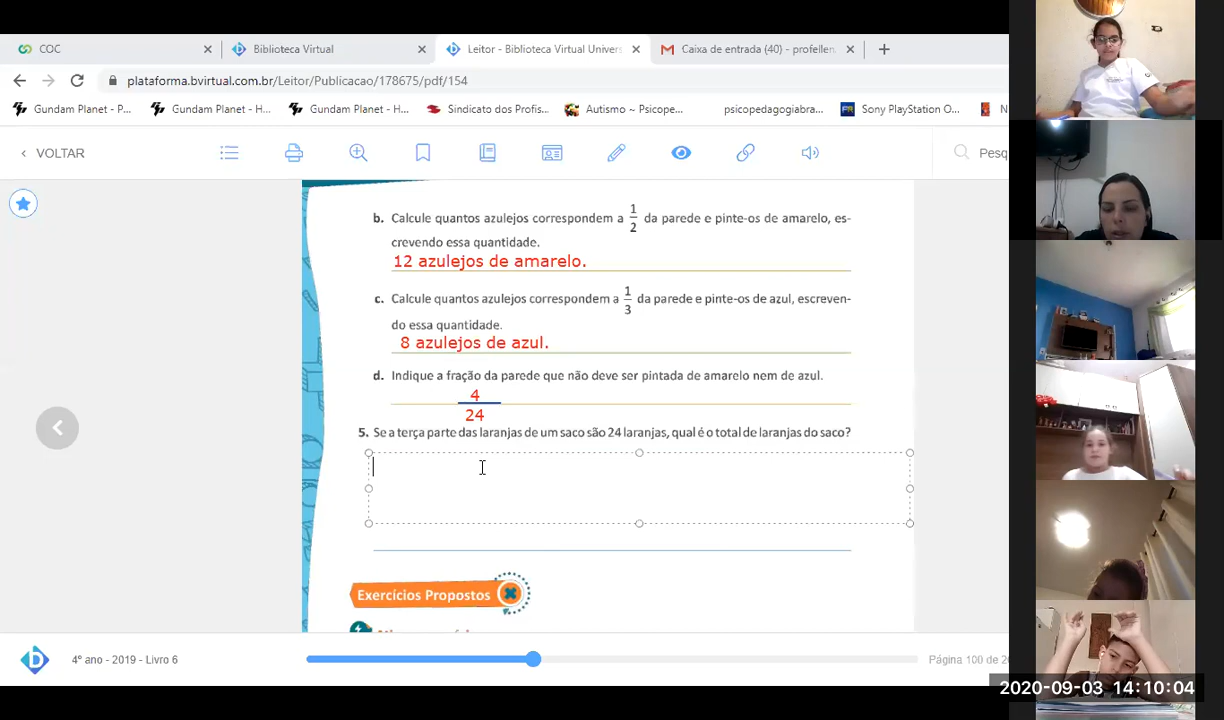 COC
Biblioteca Virtual
Leitor - Biblioteca Virtual Univers
Caixa de entrada (40) - profellen
plataforma.bvirtual.com.br/Leitor/Publicacao/178675/pdf/154
Gundam Planet - P...
Gundam Planet - H...
Gundam Planet - H...
Sindicato dos Profis...
Autismo ~ Psicope...
psicopedagogiabra...
Sony PlayStation O...
N
VOLTAR
Pesq
b. Calcule quantos azulejos correspondem a 1/2 da parede e pinte-os de amarelo, es-
crevendo essa quantidade.
12 azulejos de amarelo.
c. Calcule quantos azulejos correspondem a 1/3 da parede e pinte-os de azul, escreven-
do essa quantidade.
8 azulejos de azul.
d. Indique a fração da parede que não deve ser pintada de amarelo nem de azul.
4
24
5. Se a terça parte das laranjas de um saco são 24 laranjas, qual é o total de laranjas do saco?
Exercícios Propostos
4º ano - 2019 - Livro 6
Página 100 de 2
2020-09-03 14:10:04